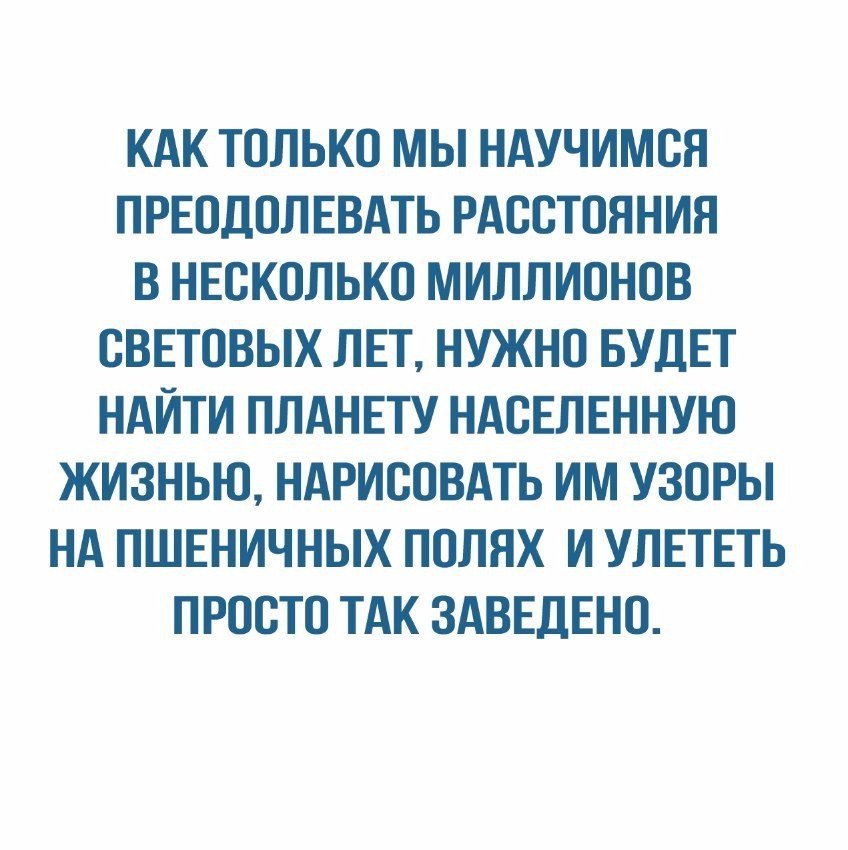 КАК ТОЛЬКО МЫ НАУЧИМСЯ
ПРЕОДОЛЕВАТЬ РАССТОЯНИЯ
В НЕСКОЛЬКО МИЛЛИОНОВ
СВЕТОВЫХ ЛЕТ, НУЖНО БУДЕТ
НАЙТИ ПЛАНЕТУ НАСЕЛЕННУЮ
ЖИЗНЬЮ, НАРИСОВАТЬ ИМ УЗОРЫ
НА ПШЕНИЧНЫХ ПОЛЯХ И УЛЕТЕТЬ
ПРОСТО ТАК ЗАВЕДЕНО.